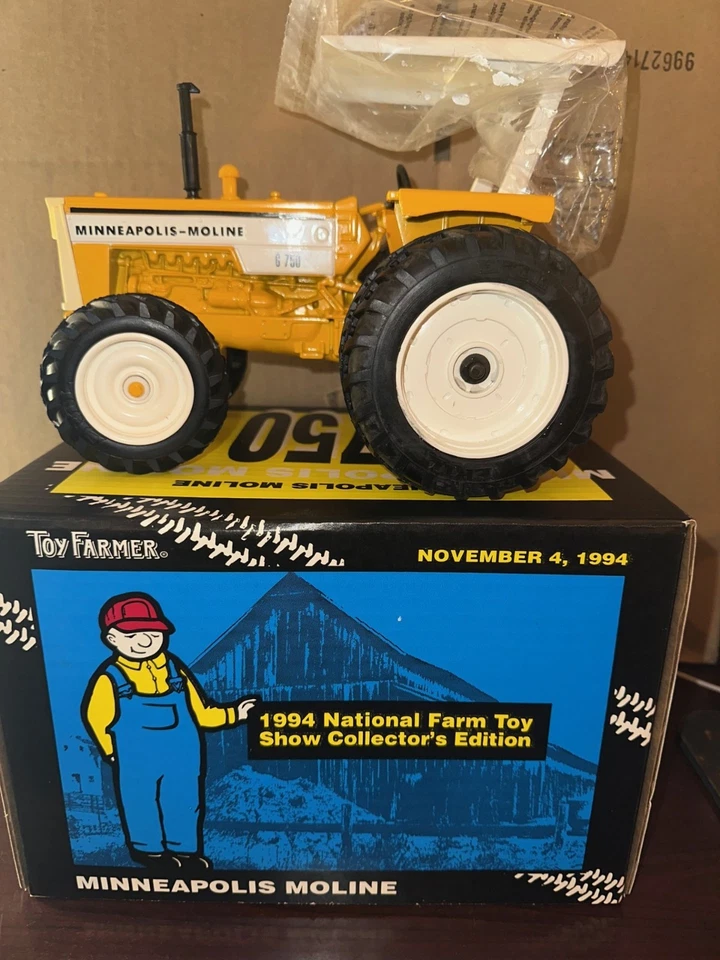 9962714
MINNEAPOLIS-MOLINE
G 750
750
MINNEAPOLIS MOLINE
TOY FARMER®
NOVEMBER 4, 1994
1994 National Farm Toy
Show Collector's Edition
MINNEAPOLIS MOLINE